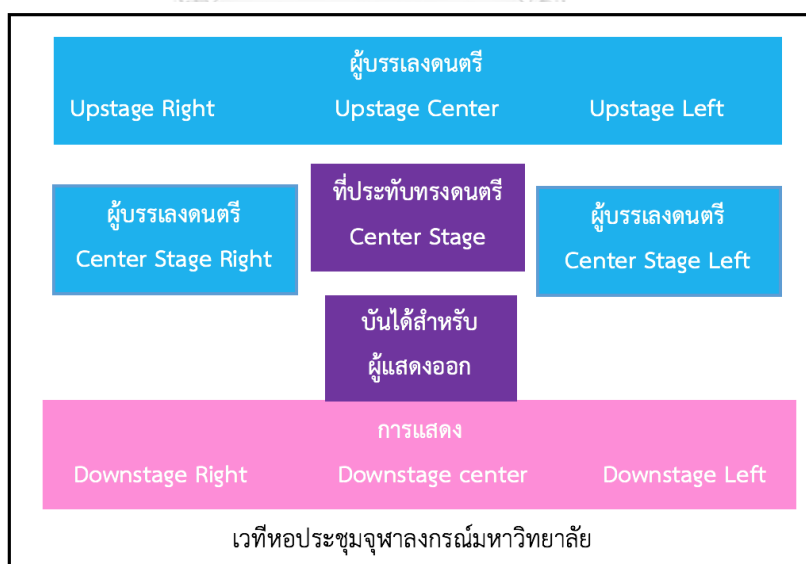 ผู้บรรเลงดนตรี
Upstage Right Upstage Center Upstage Left
ที่ประทับทรงดนตรี
Center Stage
ผู้บรรเลงดนตรี
Center Stage Right
ผู้บรรเลงดนตรี
Center Stage Left
บันได้สำหรับ
ผู้แสดงออก
การแสดง
Downstage Right Downstage center Downstage Left
เวทีหอประชุมจุฬาลงกรณ์มหาวิทยาลัย